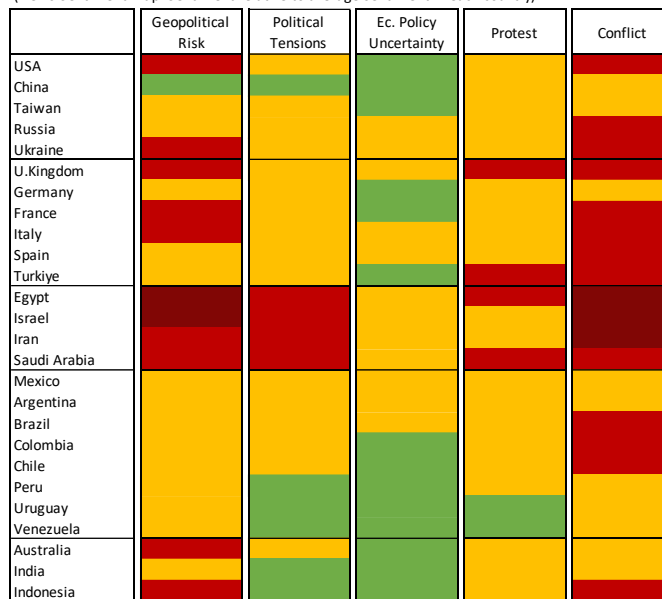 Geopolitical Risk
Political Tensions
Ec. Policy Uncertainty
Protest
Conflict
USA
China
Taiwan
Russia
Ukraine
U.Kingdom
Germany
France
Italy
Spain
Turkiye
Egypt
Israel
Iran
Saudi Arabia
Mexico
Argentina
Brazil
Colombia
Chile
Peru
Uruguay
Venezuela
Australia
India
Indonesia